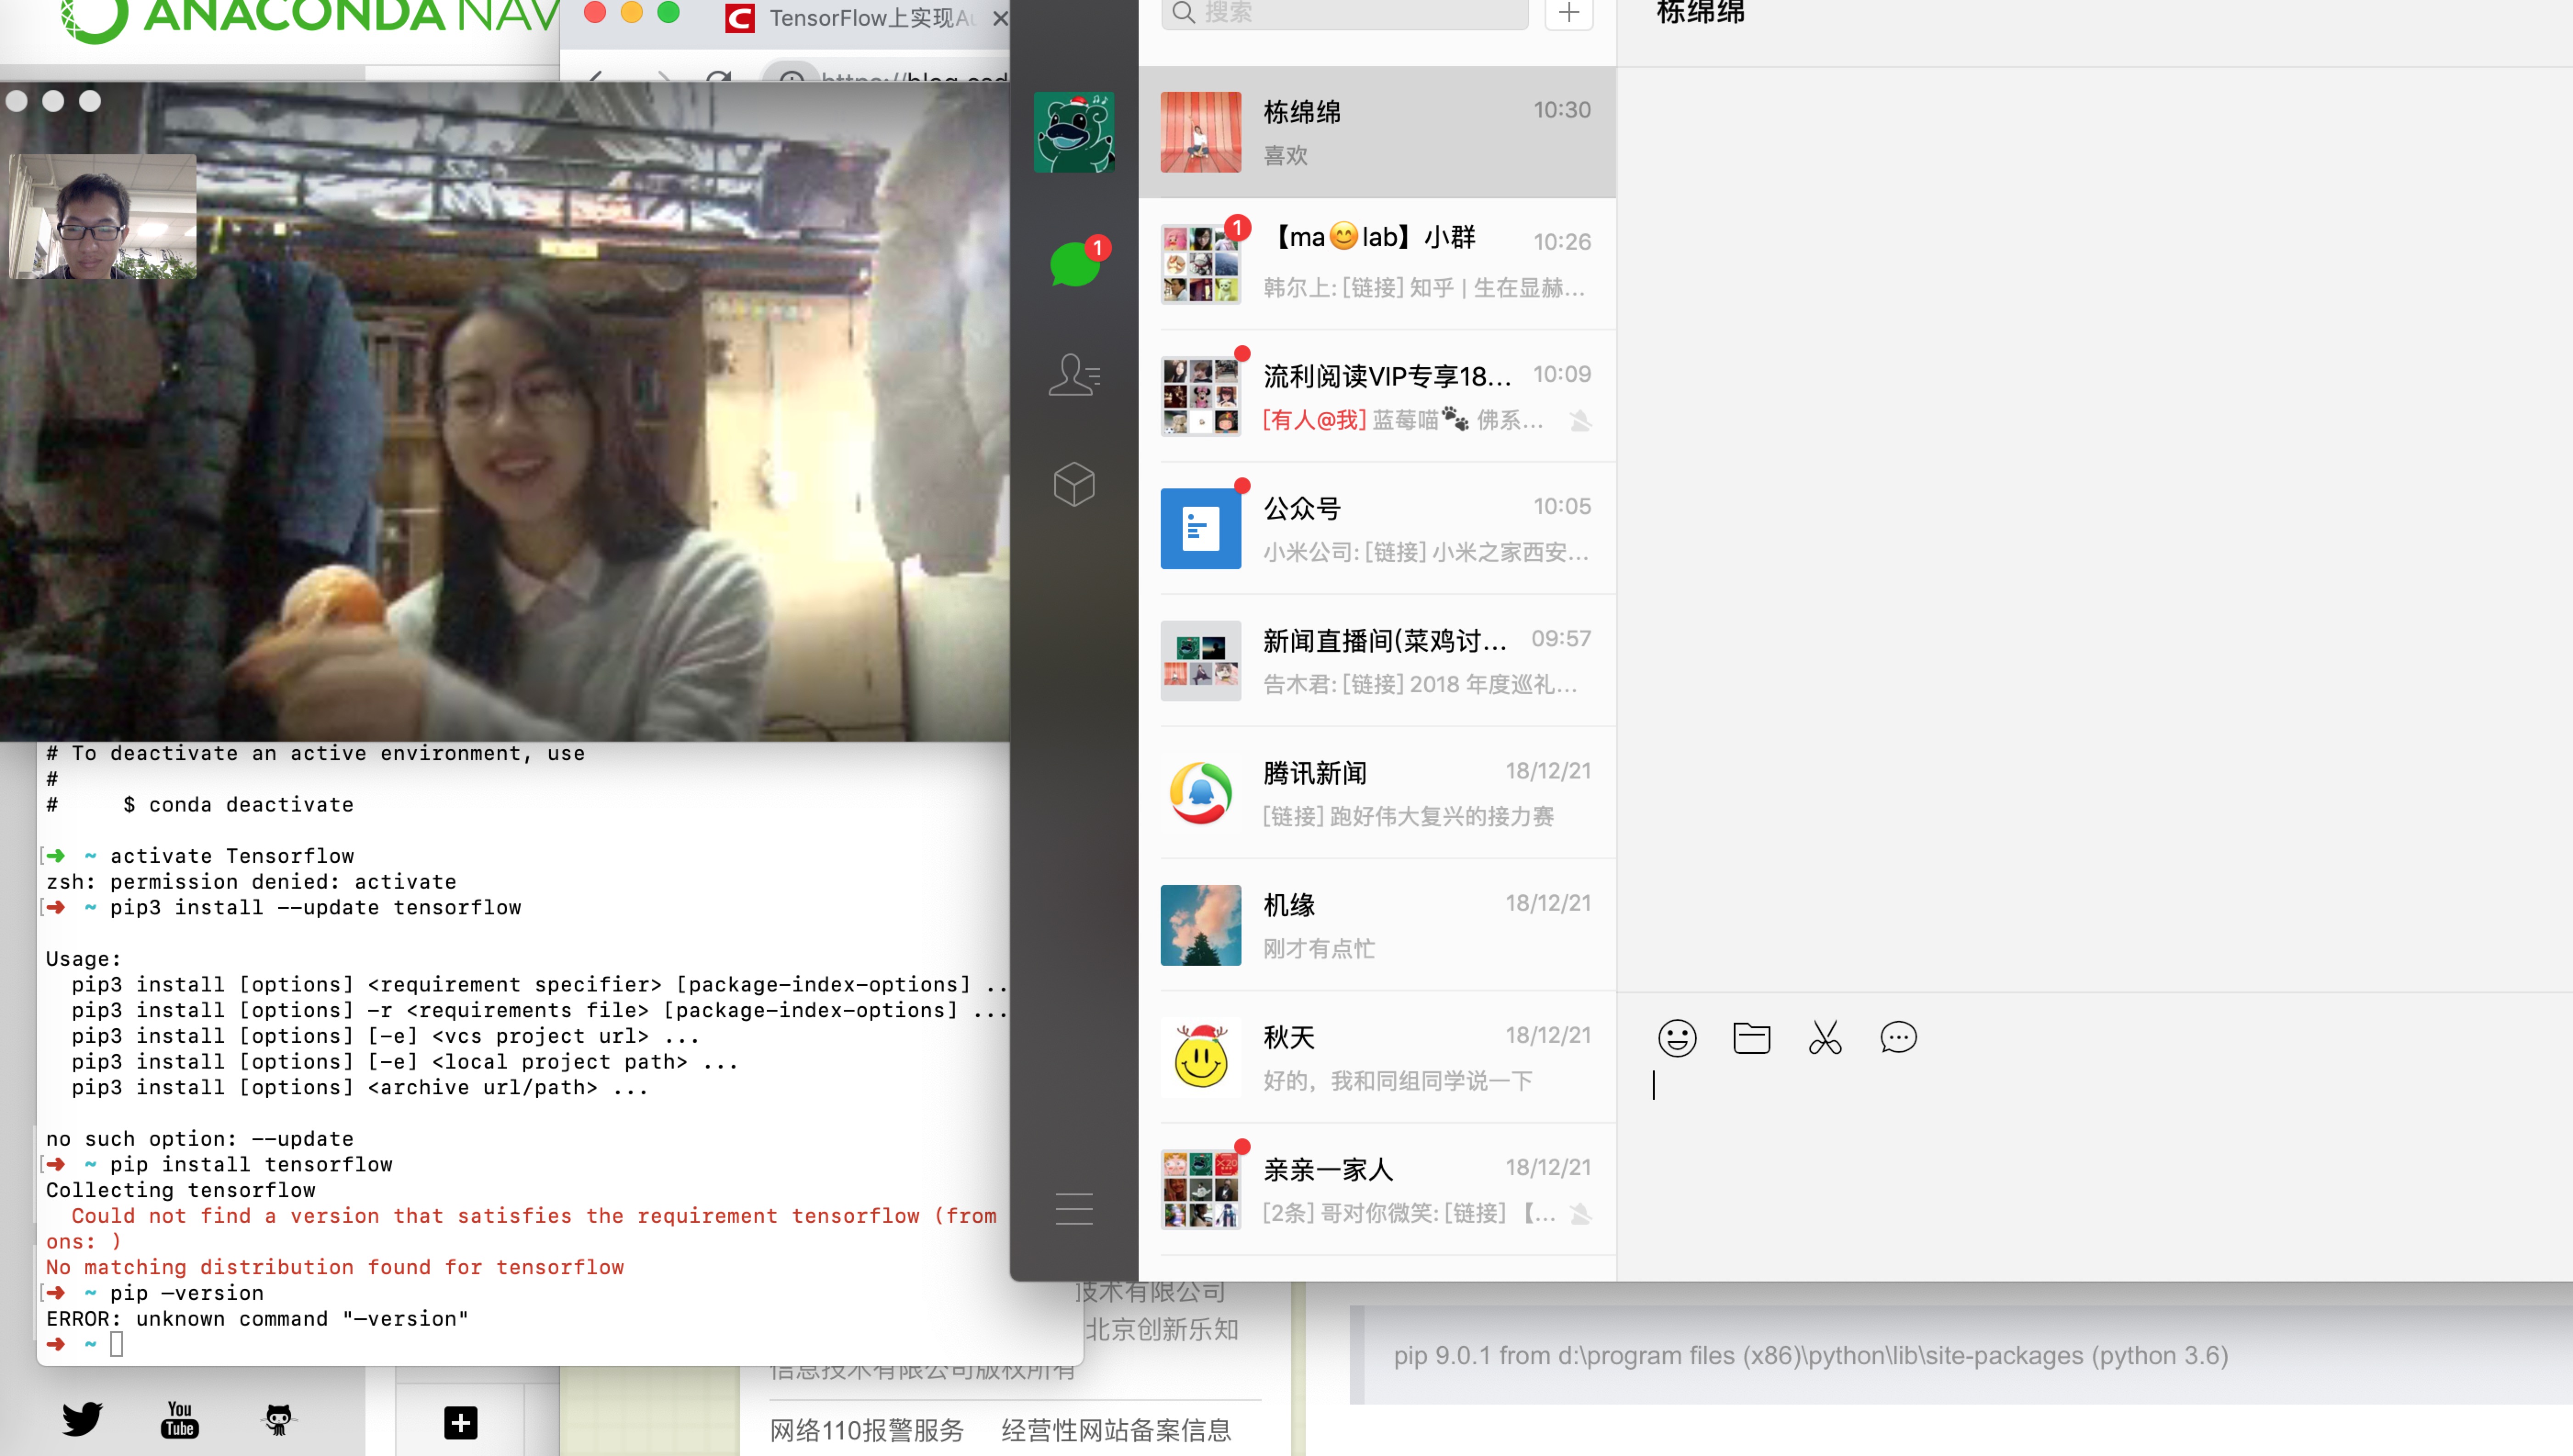 ANACONDA NAV
TensorFlow上实现Au
https://blog.csd
搜索
栋绵绵
栋绵绵
10:30
喜欢
1
1
【ma😊lab】小群
10:26
韩尔上: [链接] 知乎 | 生在显赫...
流利阅读VIP专享18...
10:09
[有人@我] 蓝莓喵🐾 佛系...
公众号
10:05
小米公司: [链接] 小米之家西安...
新闻直播间(菜鸡讨...
09:57
告木君: [链接] 2018 年度巡礼...
腾讯新闻
18/12/21
[链接] 跑好伟大复兴的接力赛
机缘
18/12/21
刚才有点忙
秋天
18/12/21
好的，我和同组同学说一下
亲亲一家人
18/12/21
[2条] 哥对你微笑: [链接] 【...
# To deactivate an active environment, use
#
#     $ conda deactivate
[➜  ~ activate Tensorflow
zsh: permission denied: activate
[➜  ~ pip3 install --update tensorflow
Usage:
  pip3 install [options] <requirement specifier> [package-index-options] ..
  pip3 install [options] -r <requirements file> [package-index-options] ...
  pip3 install [options] [-e] <vcs project url> ...
  pip3 install [options] [-e] <local project path> ...
  pip3 install [options] <archive url/path> ...
no such option: --update
[➜  ~ pip install tensorflow
Collecting tensorflow
  Could not find a version that satisfies the requirement tensorflow (from
ons: )
No matching distribution found for tensorflow
[➜  ~ pip —version
ERROR: unknown command "—version"
➜  ~
技术有限公司
北京创新乐知
信息技术有限公司版权所有
网络110报警服务 经营性网站备案信息
pip 9.0.1 from d:\program files (x86)\python\lib\site-packages (python 3.6)
You
Tube